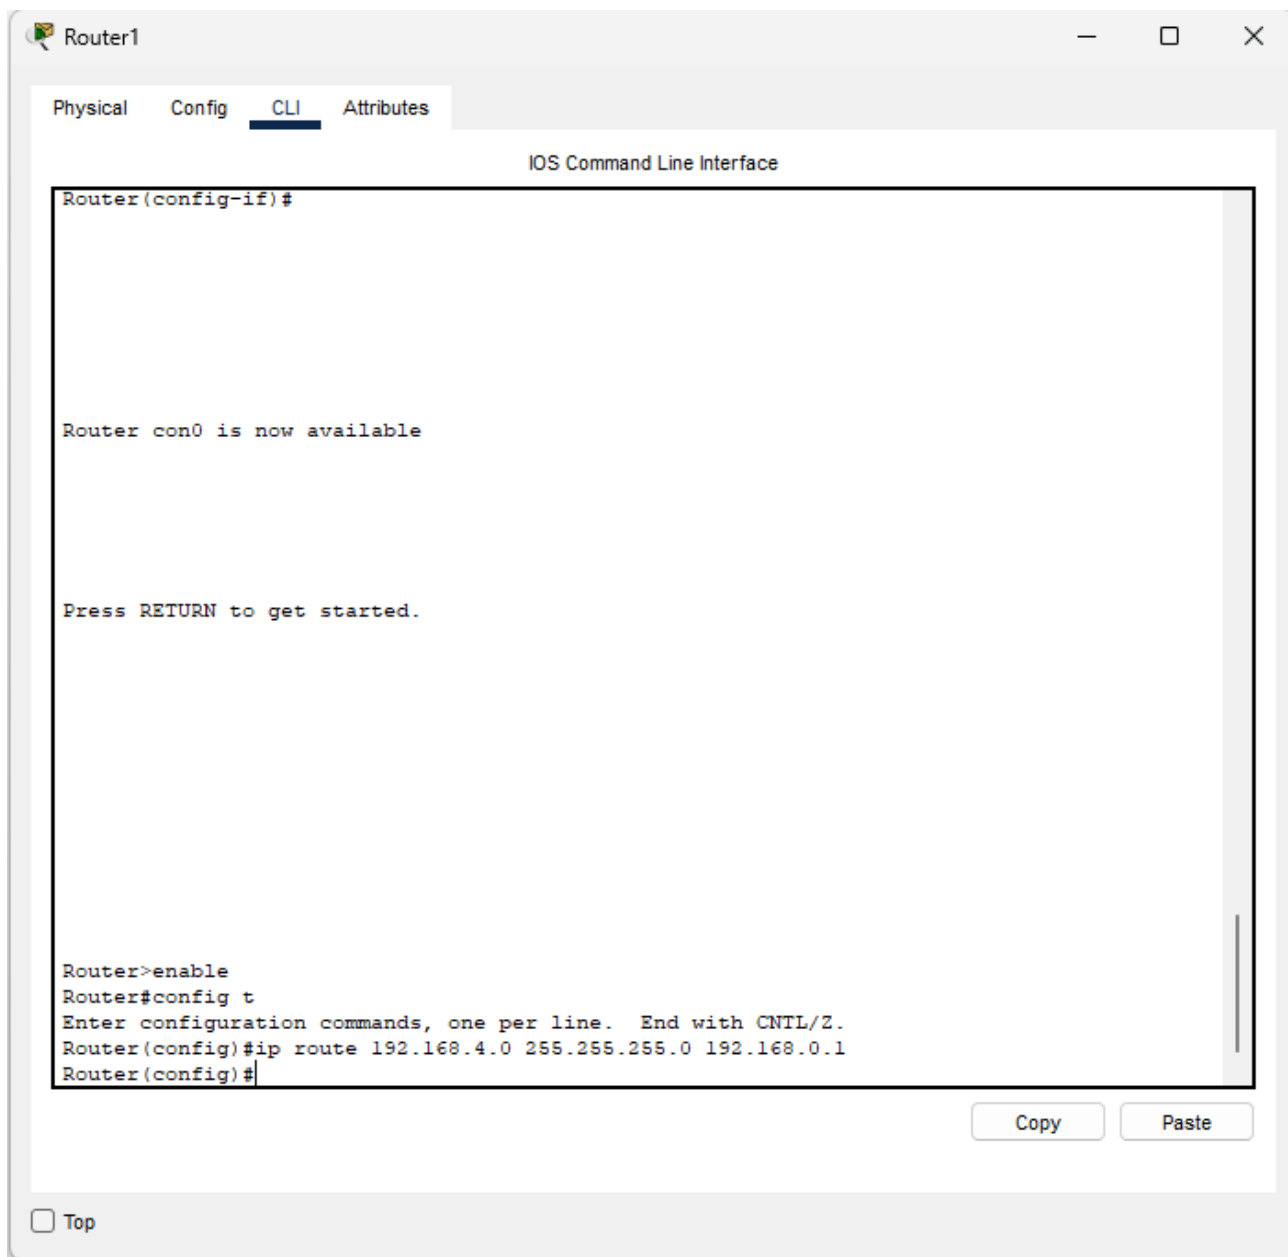 Router1
Physical Config CLI Attributes
IOS Command Line Interface
Router(config-if)#
Router con0 is now available
Press RETURN to get started.
Router>enable
Router#config t
Enter configuration commands, one per line.  End with CNTL/Z.
Router(config)#ip route 192.168.4.0 255.255.255.0 192.168.0.1
Router(config)#
Copy Paste
Top